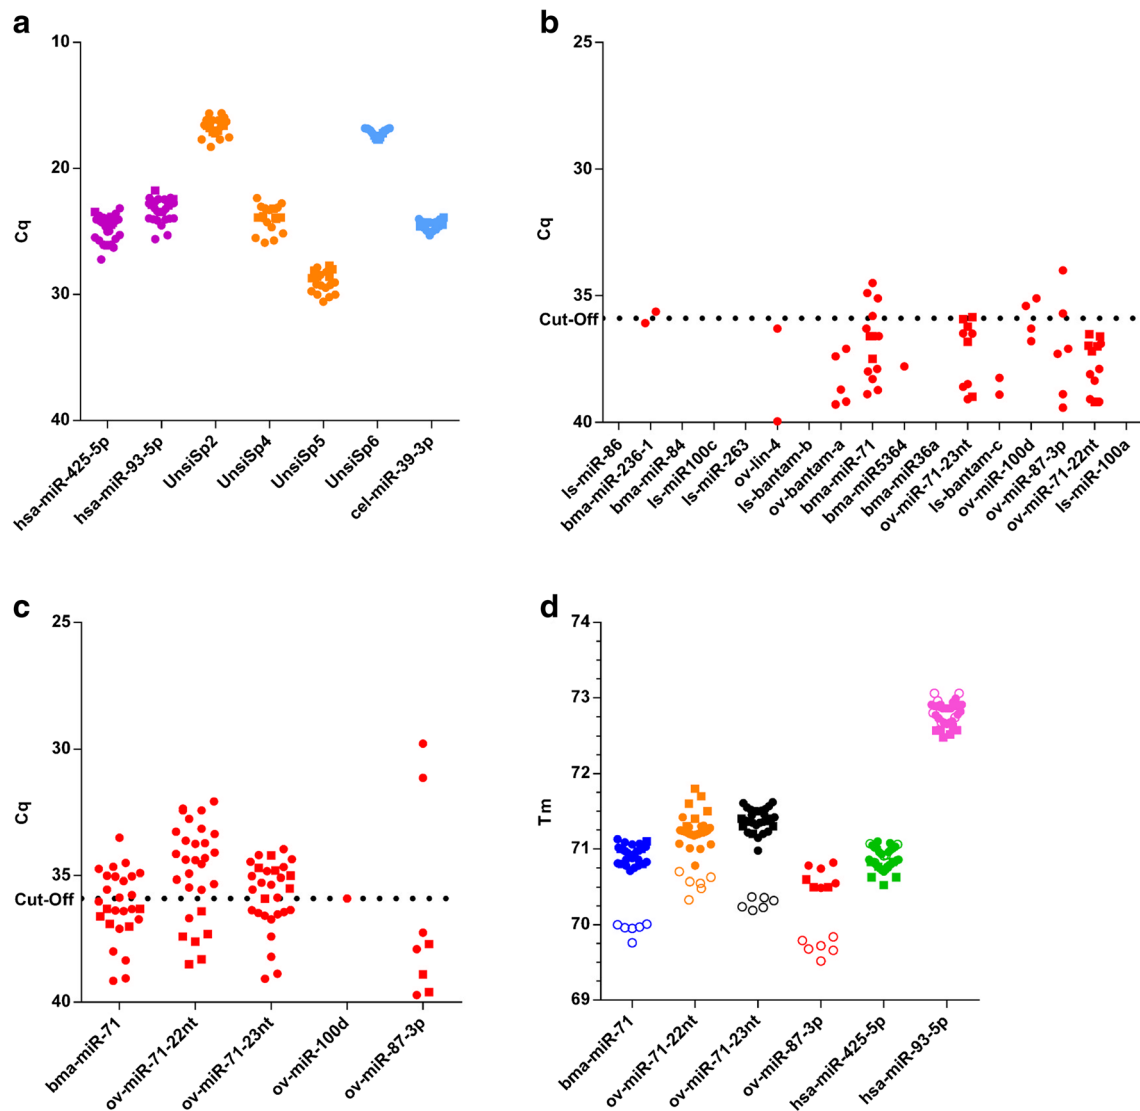 a
10
20
30
40
Cq
hsa-miR-425-5p
hsa-miR-93-5p
UnsiSp2
UnsiSp4
UnsiSp5
UnsiSp6
cel-miR-39-3p
b
25
30
35
Cut-Off
40
Cq
ls-miR-86
bma-miR-236-1
bma-miR-84
ls-miR100c
ls-miR-263
ov-lin-4
ls-bantam-b
ov-bantam-a
bma-miR-71
bma-miR5364
bma-miR36a
ov-miR-71-23nt
ls-bantam-c
ov-miR-100d
ov-miR-87-3p
ov-miR-71-22nt
ls-miR-100a
c
25
30
35
Cut-Off
40
Cq
bma-miR-71
ov-miR-71-22nt
ov-miR-71-23nt
ov-miR-100d
ov-miR-87-3p
d
74
73
72
71
70
69
Tm
bma-miR-71
ov-miR-71-22nt
ov-miR-71-23nt
ov-miR-87-3p
hsa-miR-425-5p
hsa-miR-93-5p